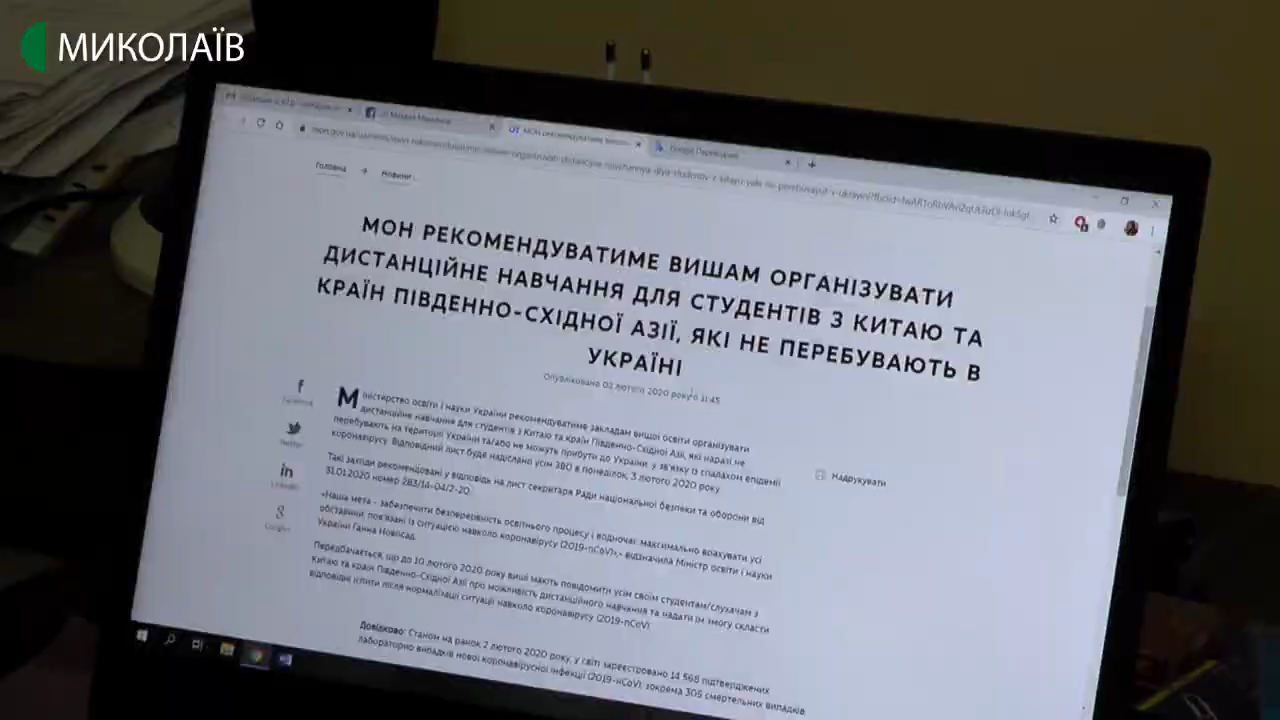 МИКОЛАЇВ
Головна → Новини...
МОН РЕКОМЕНДУВАТИМЕ ВИШАМ ОРГАНІЗУВАТИ
ДИСТАНЦІЙНЕ НАВЧАННЯ ДЛЯ СТУДЕНТІВ З КИТАЮ ТА
КРАЇН ПІВДЕННО-СХІДНОЇ АЗІЇ, ЯКІ НЕ ПЕРЕБУВАЮТЬ В
УКРАЇНІ
Опубліковано 02 лютого 2020 року о 11:45
Міністерство освіти і науки України рекомендуватиме закладам вищої освіти організувати
дистанційне навчання для студентів з Китаю та країн Південно-Східної Азії, які наразі не
перебувають на території України та/або не можуть прибути до України, у зв'язку із спалахом епідемії
коронавірусу. Відповідний лист буде надіслано усім ЗВО в понеділок, 3 лютого 2020 року.
Такі заходи рекомендовані у відповідь на лист секретаря Ради національної безпеки та оборони від
31.01.2020 номер 283/14-04/2-20.
«Наша мета - забезпечити безперервність освітнього процесу і водночас максимально врахувати усі
обставини, пов'язані із ситуацією навколо коронавірусу (2019-nCoV)»,- відзначила Міністр освіти і науки
України Ганна Новосад.
Передбачається, що до 10 лютого 2020 року виші мають повідомити усім своїм студентам/слухачам з
Китаю та країн Південно-Східної Азії про можливість дистанційного навчання та надати їм змогу скласти
відповідні іспити після нормалізації ситуації навколо коронавірусу (2019-nCoV).
Довідково: Станом на ранок 2 лютого 2020 року, у світі зареєстровано 14 568 підтверджених
лабораторно випадків нової коронавірусної інфекції (2019-nCoV), зокрема 305 смертельних випадків
Facebook
Twitter
in
LinkedIn
Google+
Надрукувати